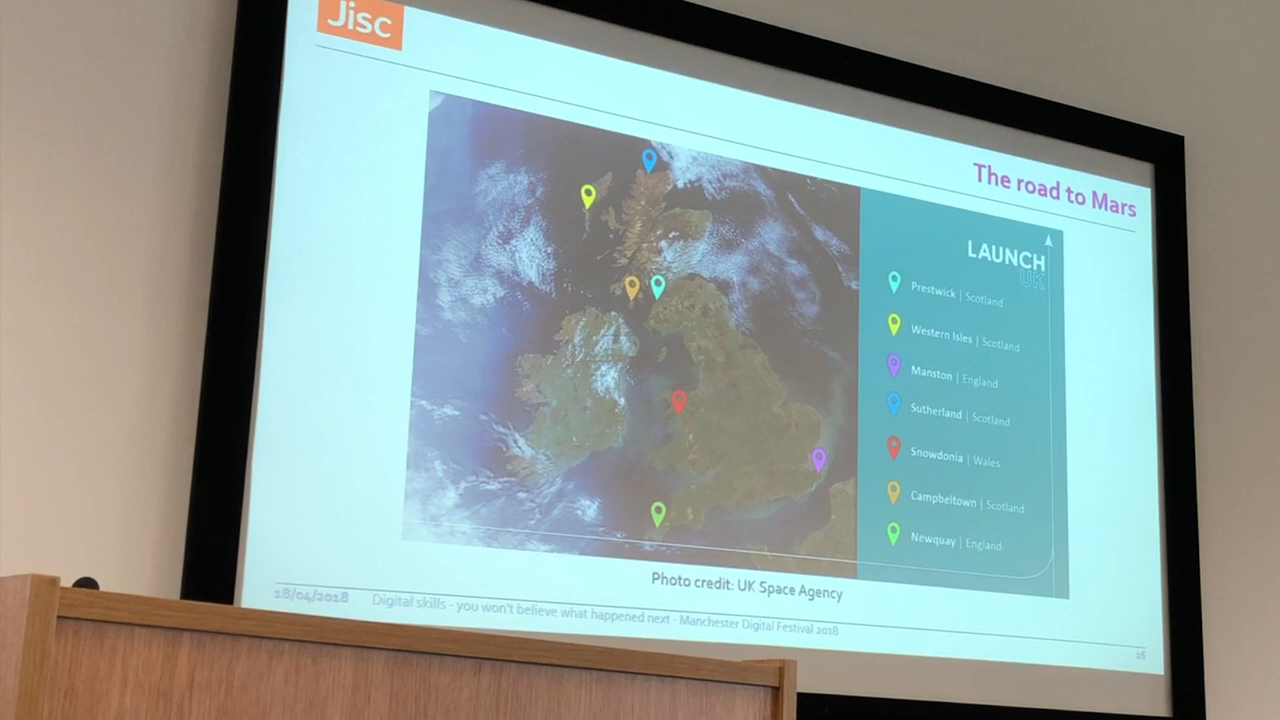 Jisc
The road to Mars
LAUNCH
UK
Prestwick | Scotland
Western Isles | Scotland
Manston | England
Sutherland | Scotland
Snowdonia | Wales
Campbeltown | Scotland
Newquay | England
Photo credit: UK Space Agency
18/04/2018 Digital skills - you won't believe what happened next - Manchester Digital Festival 2018
26